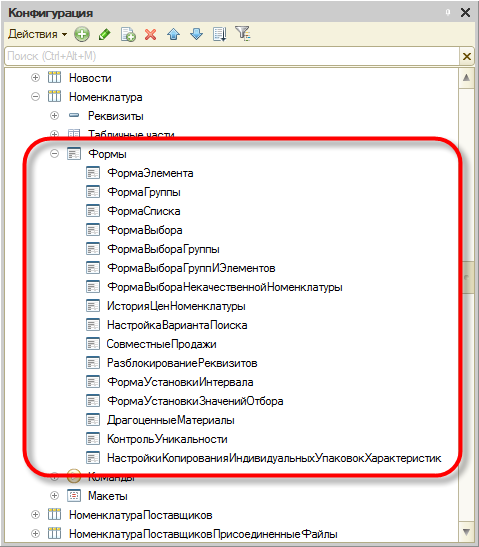 Конфигурация
Действия
Поиск (Ctrl+Alt+M)
Новости
Номенклатура
Реквизиты
Табличные части
Формы
ФормаЭлемента
ФормаГруппы
ФормаСписка
ФормаВыбора
ФормаВыбораГруппы
ФормаВыбораГруппИЭлементов
ФормаВыбораНекачественнойНоменклатуры
ИсторияЦенНоменклатуры
НастройкаВариантаПоиска
СовместныеПродажи
РазблокированиеРеквизитов
ФормаУстановкиИнтервала
ФормаУстановкиЗначенийОтбора
ДрагоценныеМатериалы
КонтрольУникальности
НастройкиКопированияИндивидуальныхУпаковокХарактеристик
Команды
Макеты
НоменклатураПоставщиков
НоменклатураПоставщиковПрисоединенныеФайлы